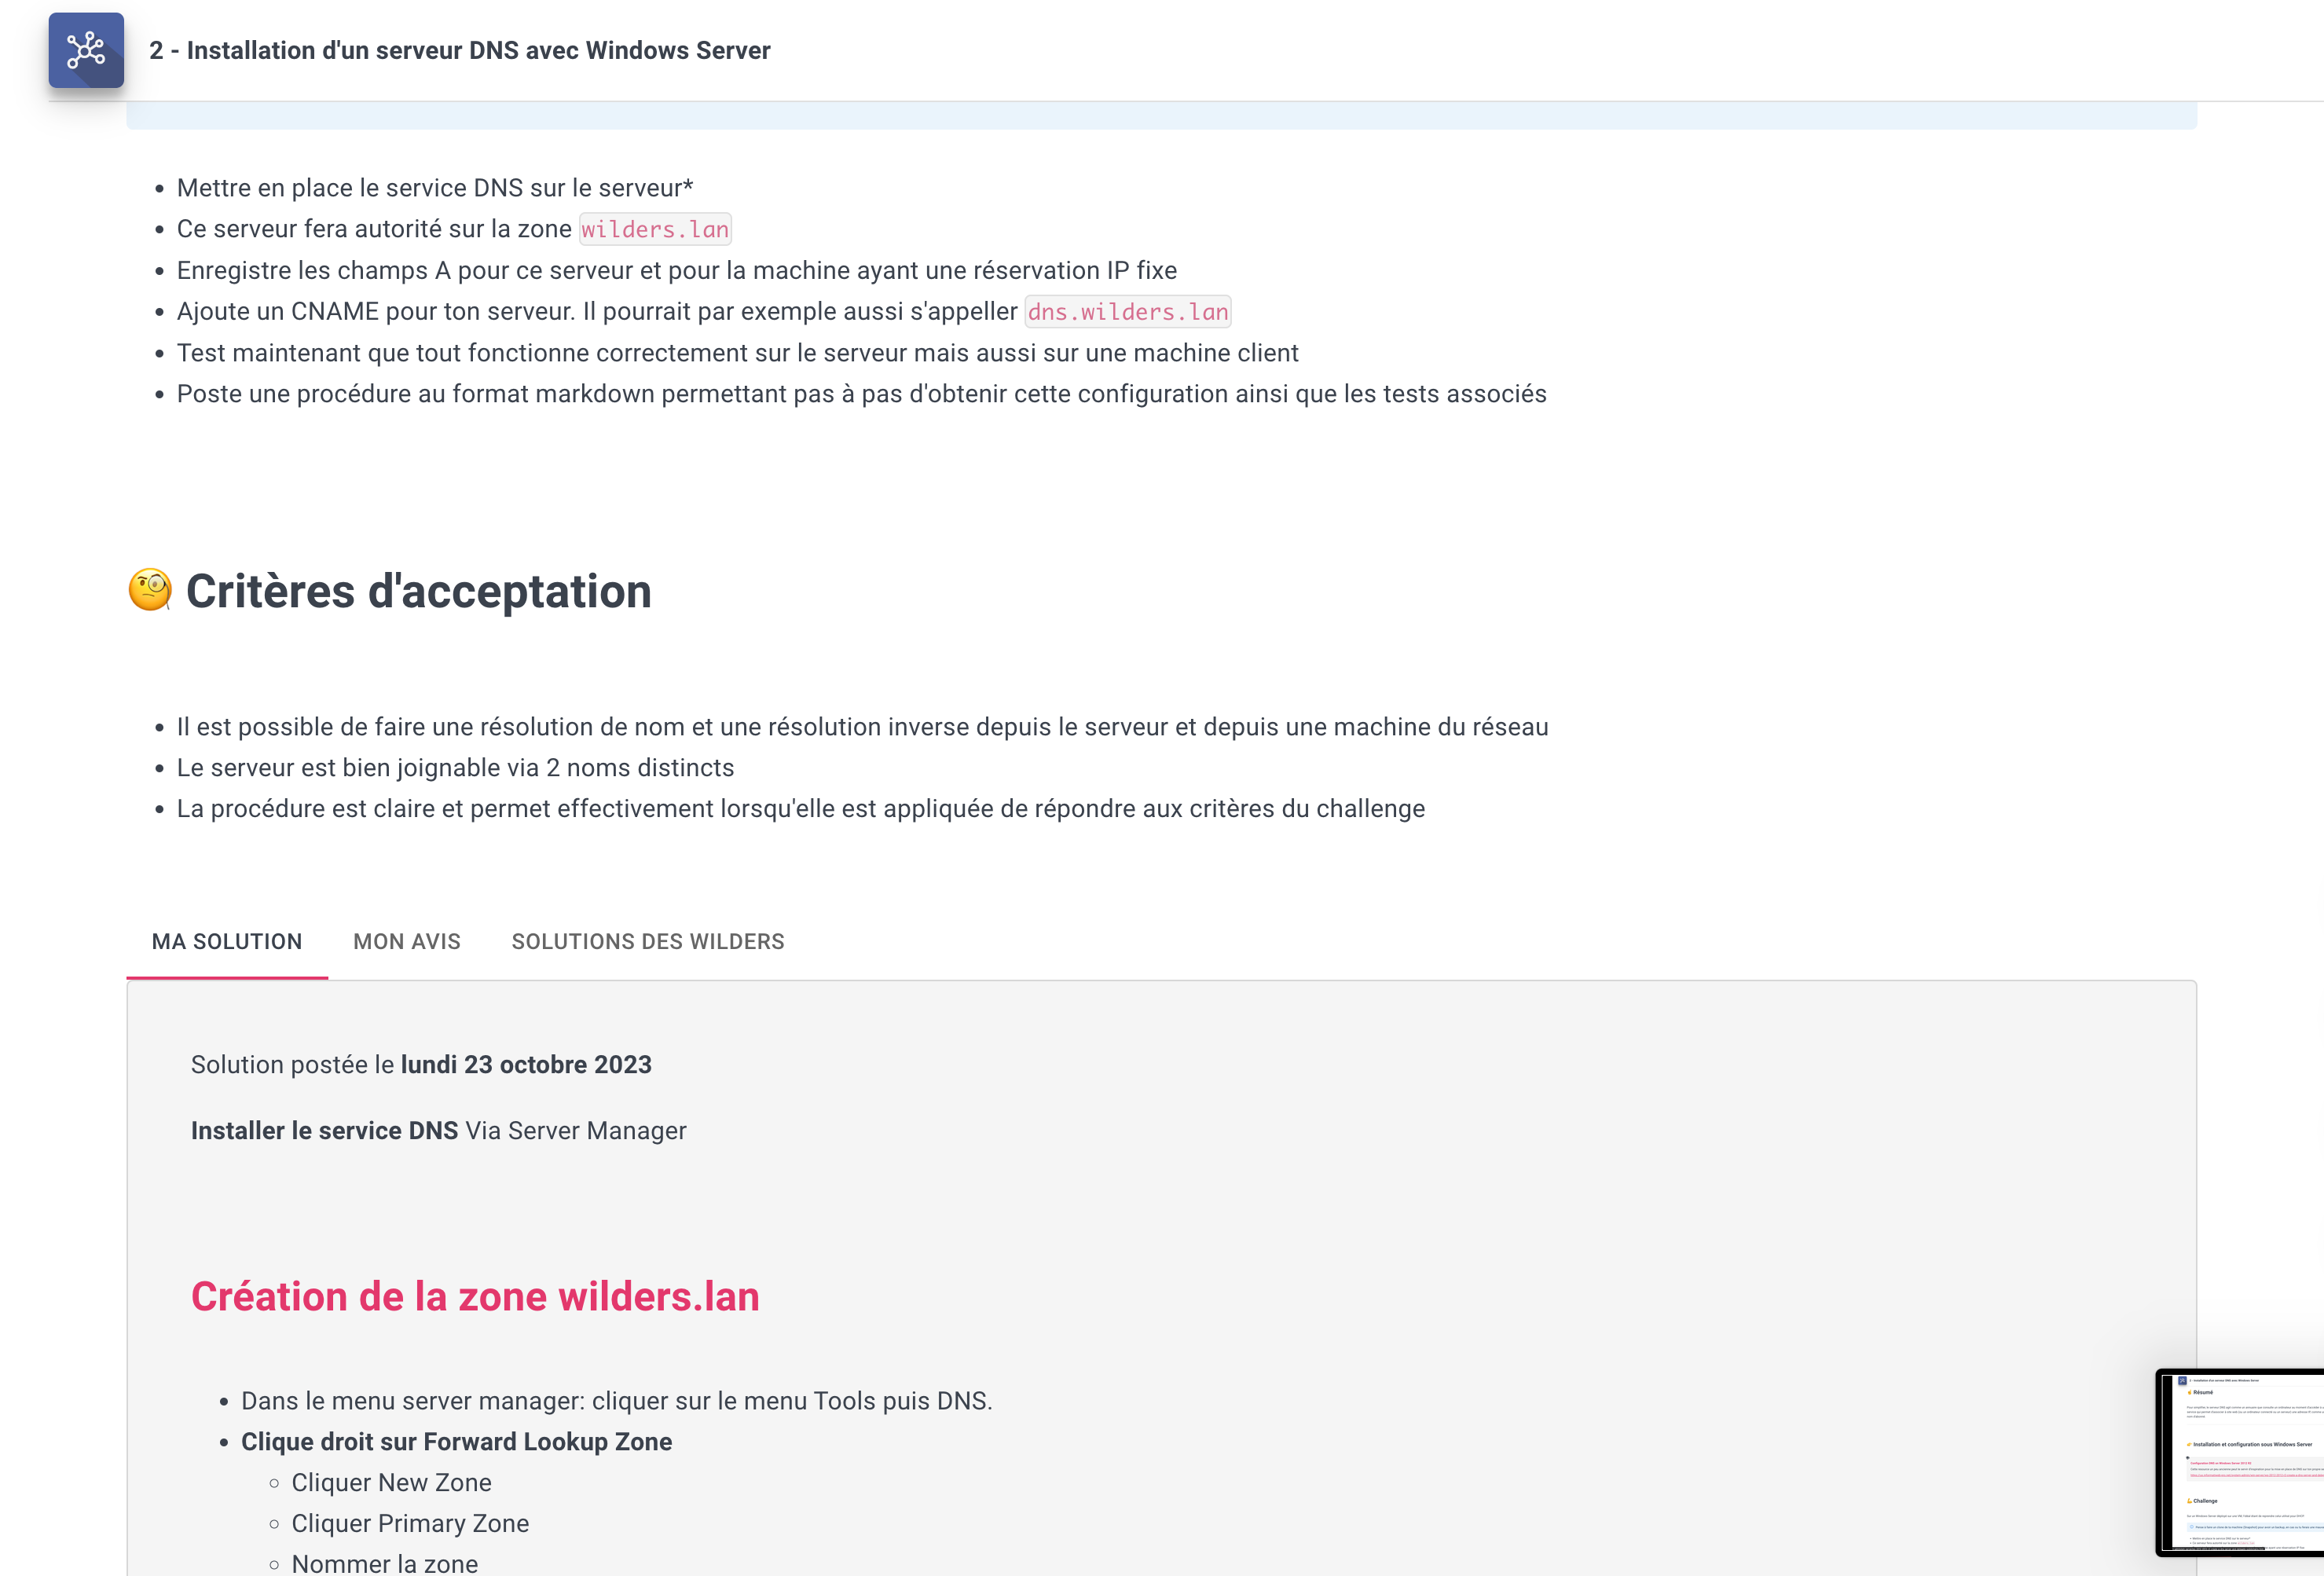 2 - Installation d'un serveur DNS avec Windows Server
Mettre en place le service DNS sur le serveur*
Ce serveur fera autorité sur la zone wilders.lan
Enregistre les champs A pour ce serveur et pour la machine ayant une réservation IP fixe
Ajoute un CNAME pour ton serveur. Il pourrait par exemple aussi s'appeller dns.wilders.lan
Test maintenant que tout fonctionne correctement sur le serveur mais aussi sur une machine client
Poste une procédure au format markdown permettant pas à pas d'obtenir cette configuration ainsi que les tests associés
Critères d'acceptation
Il est possible de faire une résolution de nom et une résolution inverse depuis le serveur et depuis une machine du réseau
Le serveur est bien joignable via 2 noms distincts
La procédure est claire et permet effectivement lorsqu'elle est appliquée de répondre aux critères du challenge
MA SOLUTION MON AVIS SOLUTIONS DES WILDERS
Solution postée le lundi 23 octobre 2023
Installer le service DNS Via Server Manager
Création de la zone wilders.lan
Dans le menu server manager: cliquer sur le menu Tools puis DNS.
Clique droit sur Forward Lookup Zone
Cliquer New Zone
Cliquer Primary Zone
Nommer la zone
Résumé
Installation et configuration sous Windows Server
Challenge